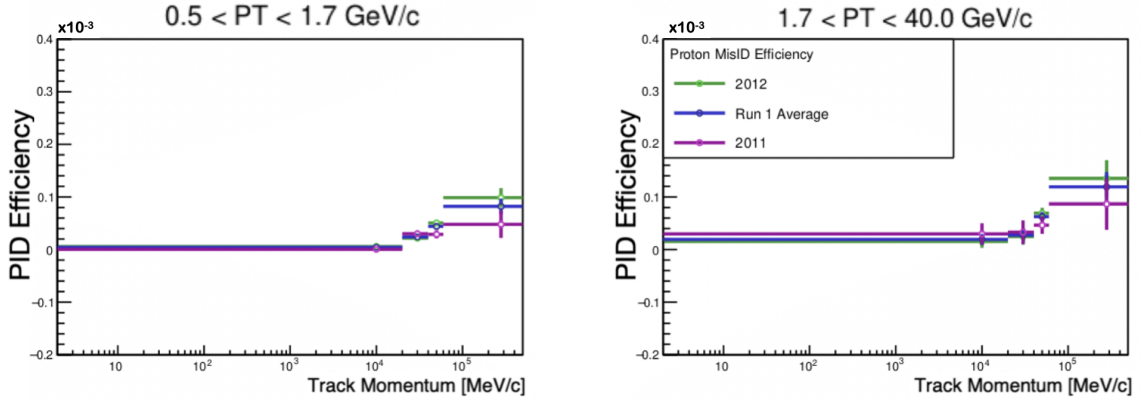 0.5 < PT < 1.7 GeV/c
x10-3
0.4
0.3
0.2
0.1
0
−0.1
−0.2
PID Efficiency
10
10²
10³
10⁴
10⁵
Track Momentum [MeV/c]
1.7 < PT < 40.0 GeV/c
x10-3
0.4
0.3
0.2
0.1
0
−0.1
−0.2
PID Efficiency
Proton MisID Efficiency
2012
Run 1 Average
2011
10
10²
10³
10⁴
10⁵
Track Momentum [MeV/c]